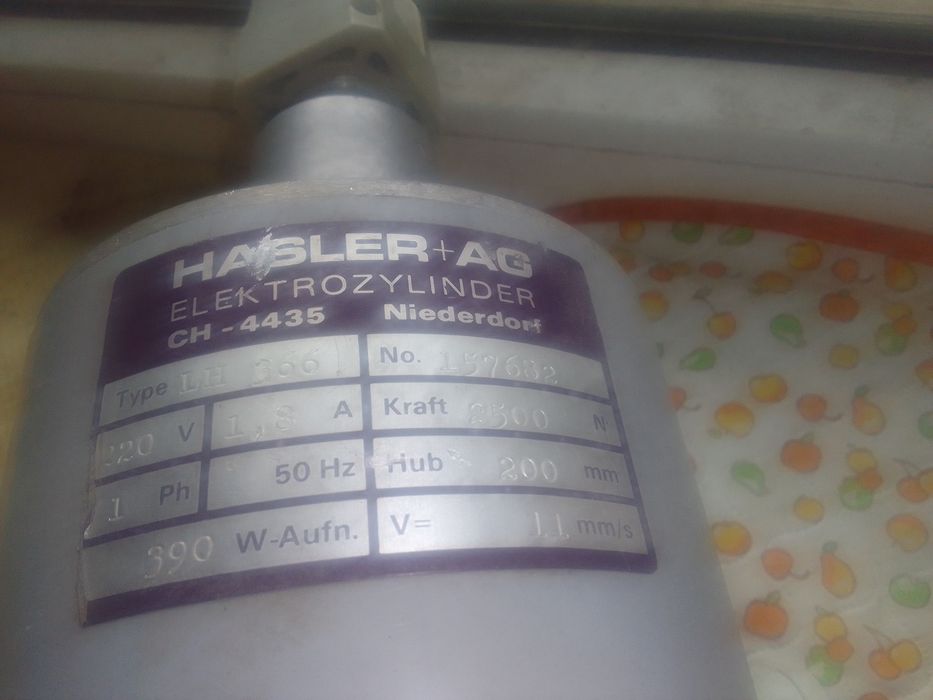 HASLER+AG
ELEKTROZYLINDER
CH-4435 Niederdorf
Type LH 366 No. 157682
220 V 1,8 A Kraft 2500 N
1 Ph 50 Hz Hub 200 mm
390 W-Aufn. V= 11 mm/s